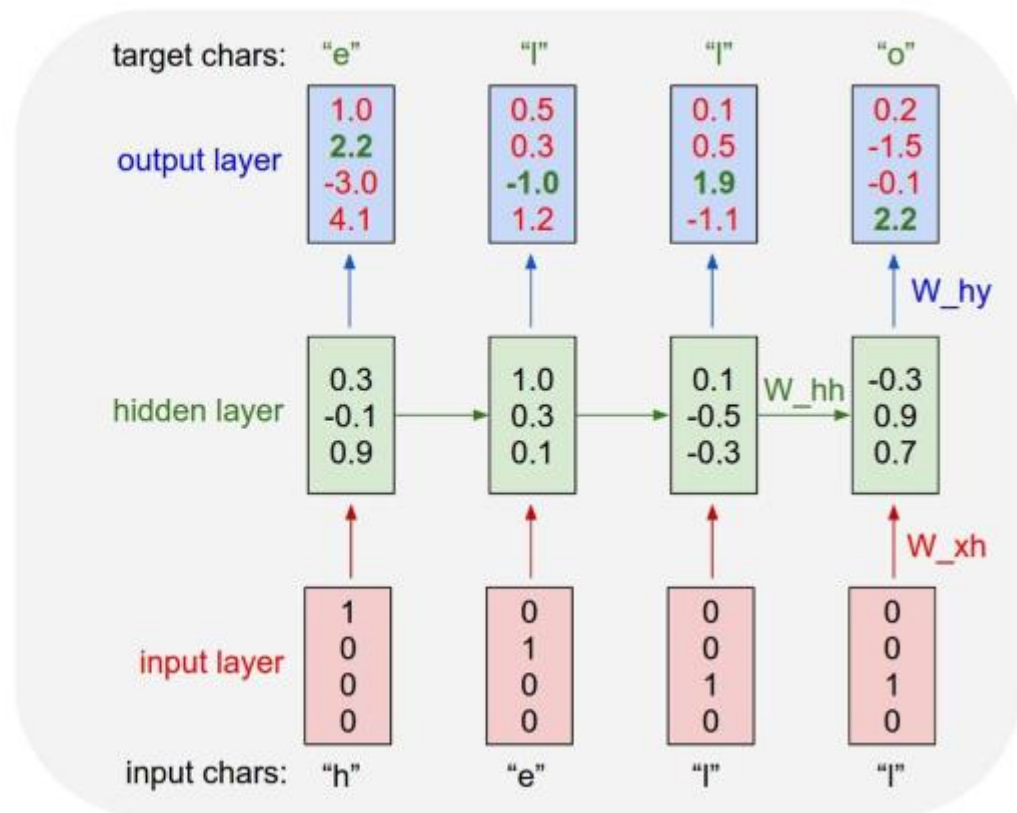 target chars: “e” “l” “l” “o”
1.0 0.5 0.1 0.2
2.2 0.3 0.5 -1.5
output layer
-3.0 -1.0 1.9 -0.1
4.1 1.2 -1.1 2.2
W_hy
0.3 1.0 0.1 -0.3
W_hh
hidden layer -0.1 0.3 -0.5 0.9
0.9 0.1 -0.3 0.7
W_xh
1 0 0 0
0 1 0 0
input layer
0 0 1 1
0 0 0 0
input chars: “h” “e” “l” “l”